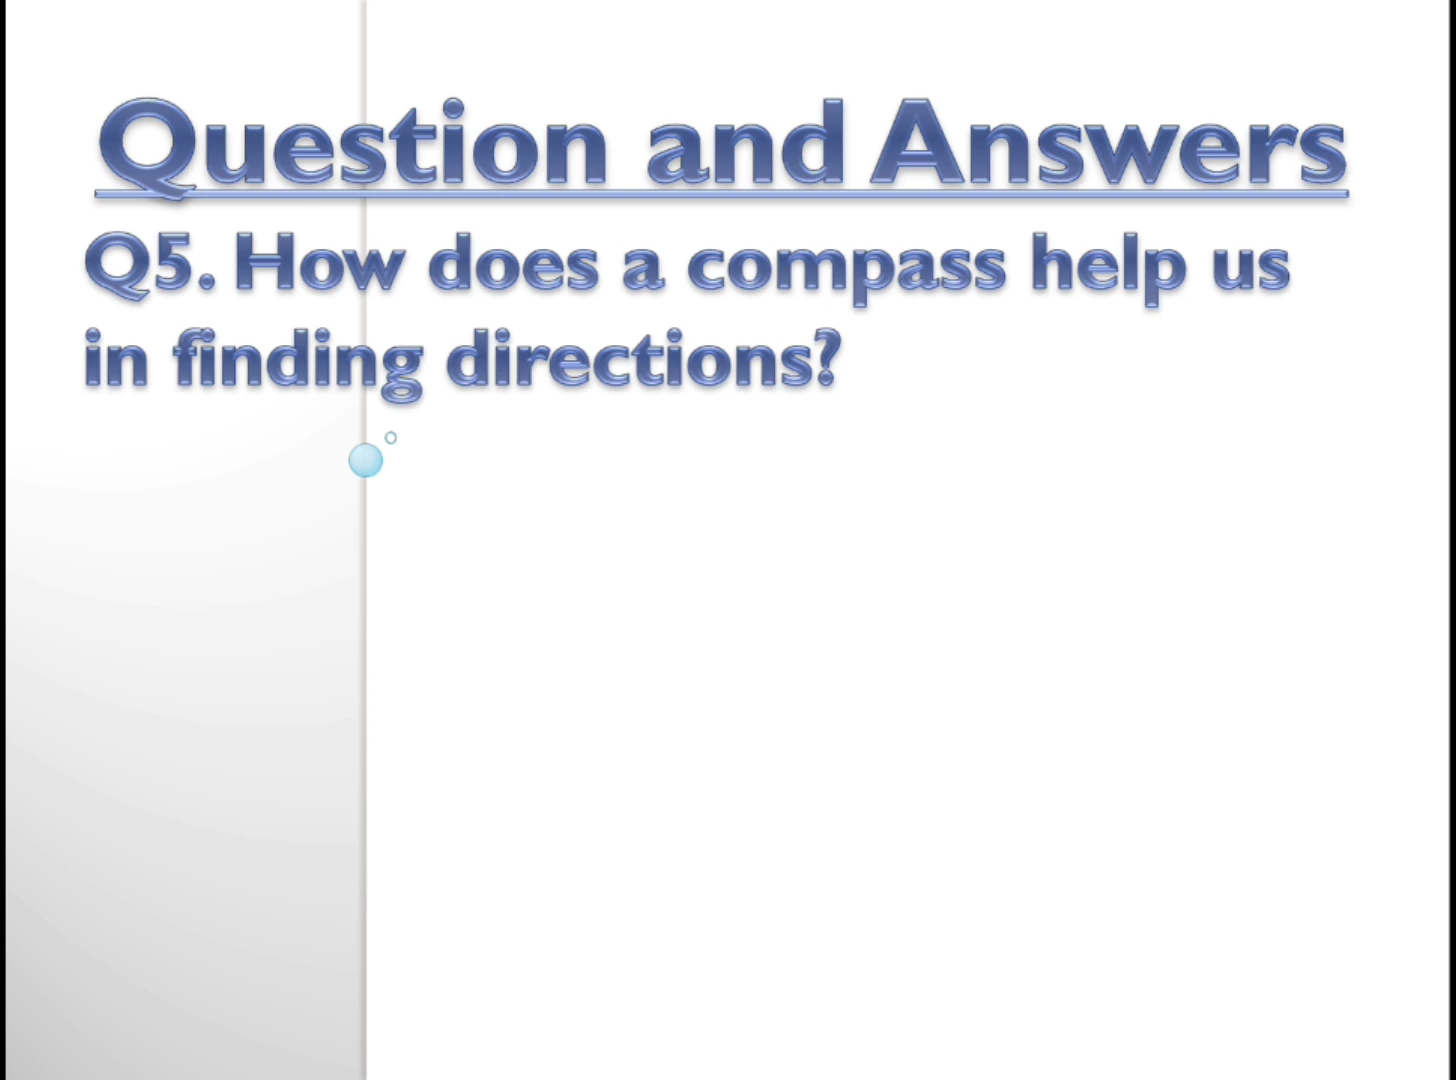 Question and Answers
Q5. How does a compass help us
in finding directions?